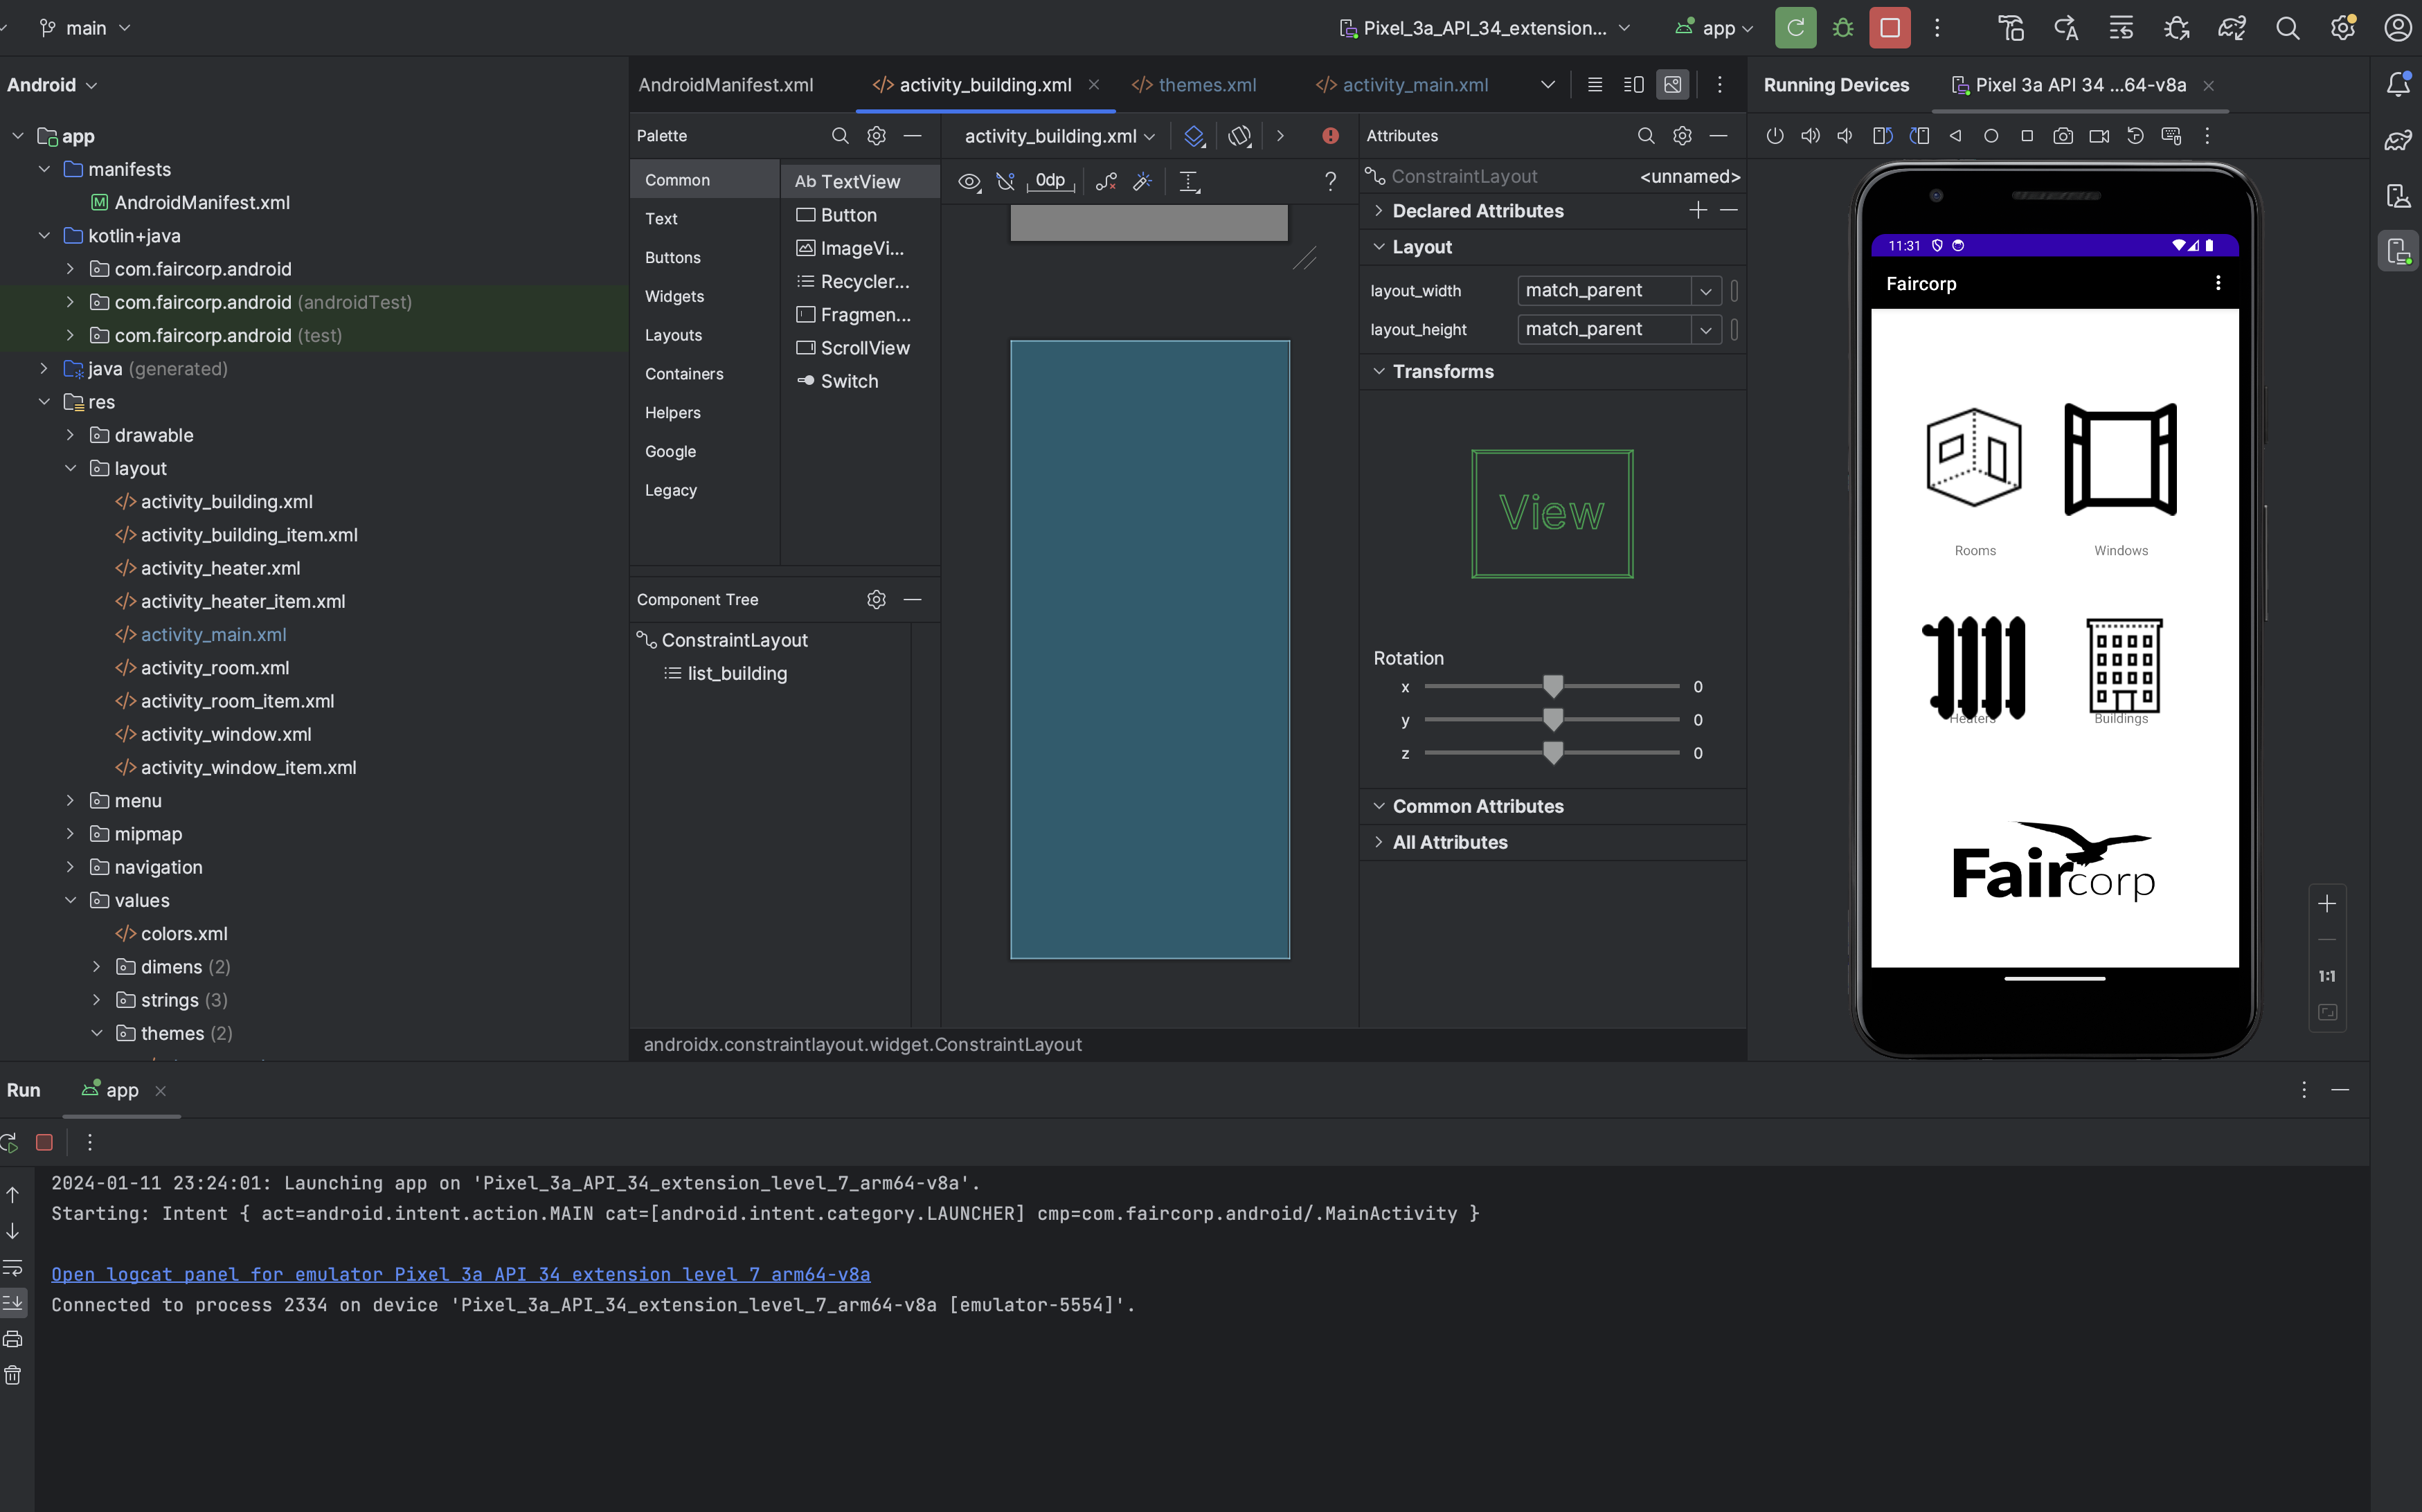 main
Pixel_3a_API_34_extension...
app
Android
app
manifests
AndroidManifest.xml
kotlin+java
com.faircorp.android
com.faircorp.android (androidTest)
com.faircorp.android (test)
java (generated)
res
drawable
layout
activity_building.xml
activity_building_item.xml
activity_heater.xml
activity_heater_item.xml
activity_main.xml
activity_room.xml
activity_room_item.xml
activity_window.xml
activity_window_item.xml
menu
mipmap
navigation
values
colors.xml
dimens (2)
strings (3)
themes (2)
AndroidManifest.xml
activity_building.xml
themes.xml
activity_main.xml
Palette
Common
Text
Buttons
Widgets
Layouts
Containers
Helpers
Google
Legacy
Ab TextView
Button
ImageVi...
Recycler...
Fragmen...
ScrollView
Switch
Component Tree
ConstraintLayout
list_building
activity_building.xml
0dp
?
androidx.constraintlayout.widget.ConstraintLayout
Attributes
ConstraintLayout <unnamed>
Declared Attributes
Layout
layout_width match_parent
layout_height match_parent
Transforms
View
Rotation
x 0
y 0
z 0
Common Attributes
All Attributes
Running Devices
Pixel 3a API 34 ...64-v8a
11:31
Faircorp
Rooms
Windows
Heaters
Buildings
Faircorp
1:1
Run
app
2024-01-11 23:24:01: Launching app on 'Pixel_3a_API_34_extension_level_7_arm64-v8a'.
Starting: Intent { act=android.intent.action.MAIN cat=[android.intent.category.LAUNCHER] cmp=com.faircorp.android/.MainActivity }
Open logcat panel for emulator Pixel 3a API 34 extension level 7 arm64-v8a
Connected to process 2334 on device 'Pixel_3a_API_34_extension_level_7_arm64-v8a [emulator-5554]'.